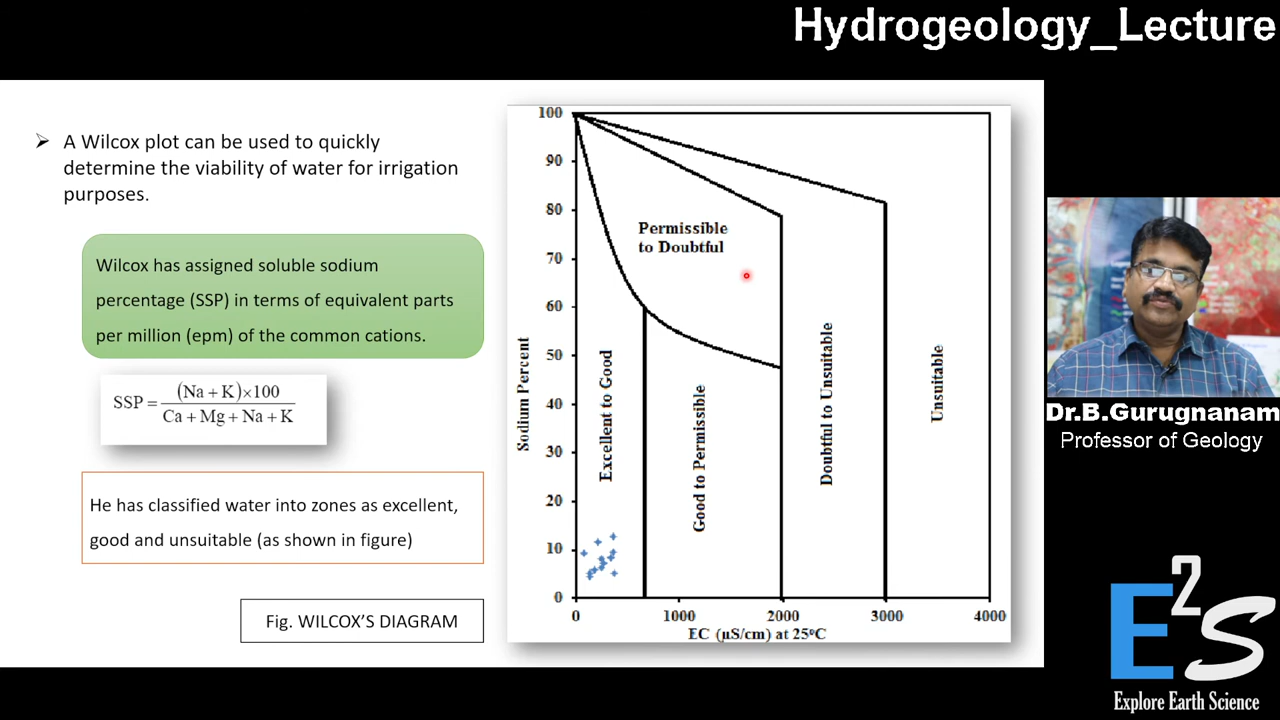 Hydrogeology_Lecture
➢ A Wilcox plot can be used to quickly
determine the viability of water for irrigation
purposes.
Wilcox has assigned soluble sodium
percentage (SSP) in terms of equivalent parts
per million (epm) of the common cations.
SSP = (Na + K)×100
Ca + Mg + Na + K
He has classified water into zones as excellent,
good and unsuitable (as shown in figure)
Fig. WILCOX’S DIAGRAM
100
90
80
70
60
50
40
30
20
10
0
Sodium Percent
Permissible
to Doubtful
Excellent to Good
Good to Permissible
Doubtful to Unsuitable
Unsuitable
0 1000 2000 3000 4000
EC (µS/cm) at 25°C
Dr.B.Gurugnanam
Professor of Geology
E2S
Explore Earth Science